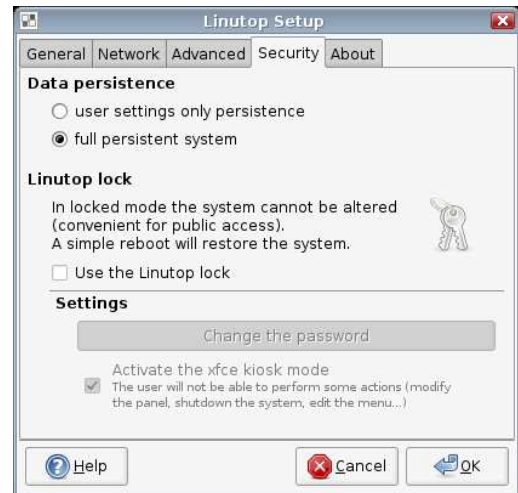 Linutop Setup
General Network Advanced Security About
Data persistence
user settings only persistence
full persistent system
Linutop lock
In locked mode the system cannot be altered
(convenient for public access).
A simple reboot will restore the system.
Use the Linutop lock
Settings
Change the password
Activate the xfce kiosk mode
The user will not be able to perform some actions (modify
the panel, shutdown the system, edit the menu...)
Help Cancel OK